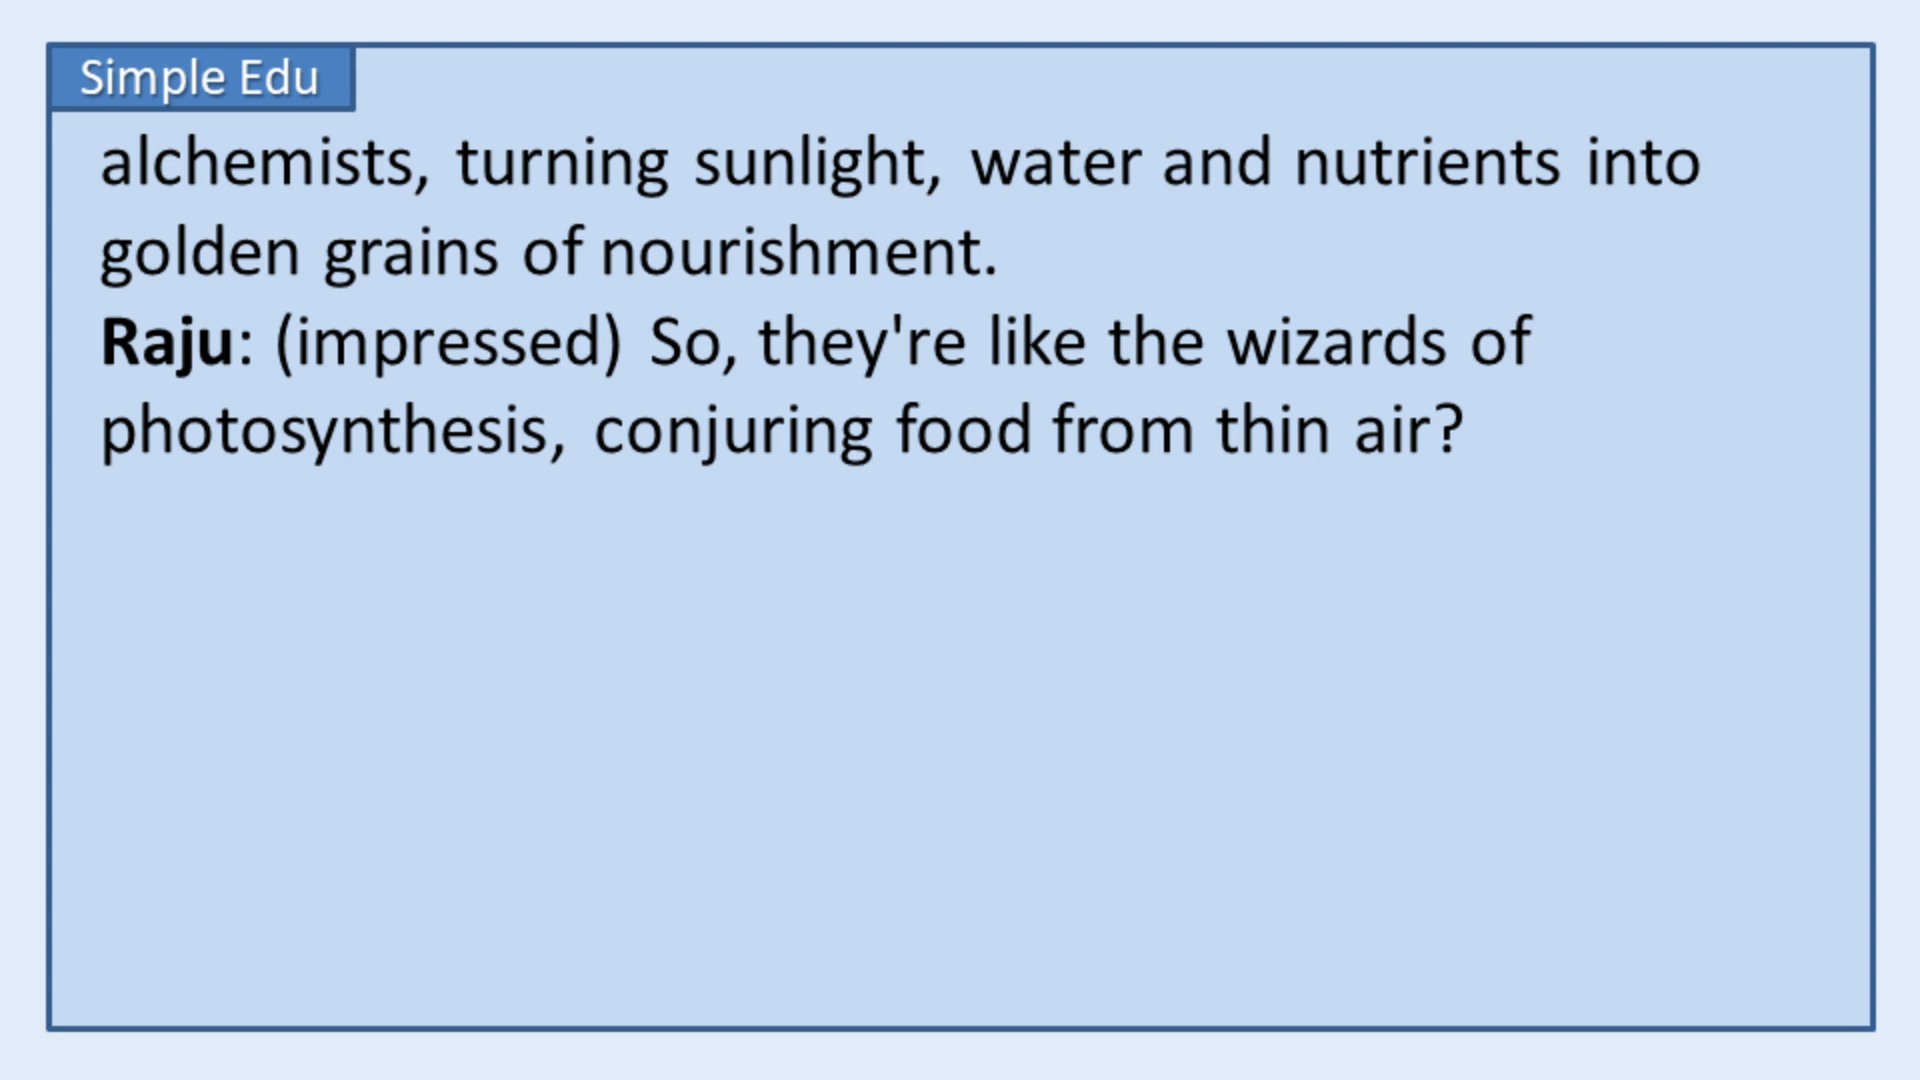 Simple Edu
alchemists, turning sunlight, water and nutrients into
golden grains of nourishment.
Raju: (impressed) So, they're like the wizards of
photosynthesis, conjuring food from thin air?